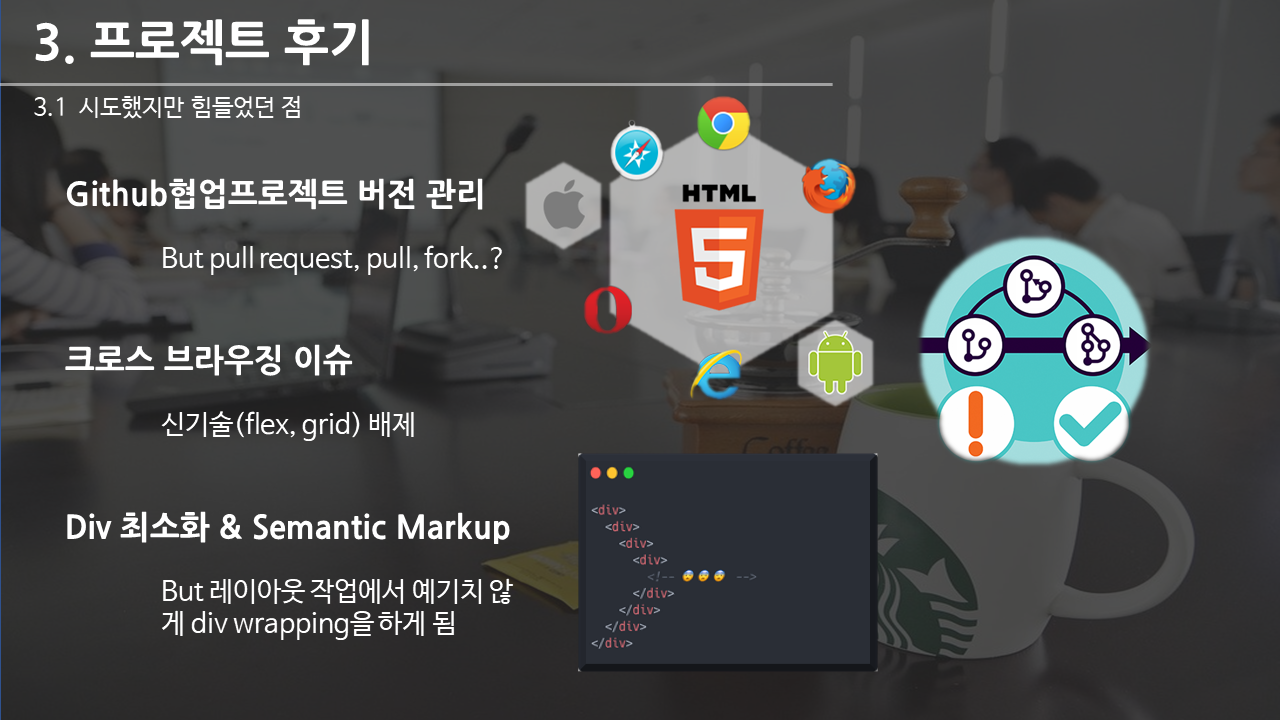 3. 프로젝트 후기
3.1 시도했지만 힘들었던 점
Github협업프로젝트 버전 관리
But pull request, pull, fork..?
크로스 브라우징 이슈
신기술(flex, grid) 배제
Div 최소화 & Semantic Markup
But 레이아웃 작업에서 예기치 않
게 div wrapping을 하게 됨
HTML
5
Coffee
<div>
<div>
<div>
<div>
<!-- 🤯🤯🤯 -->
</div>
</div>
</div>
</div>